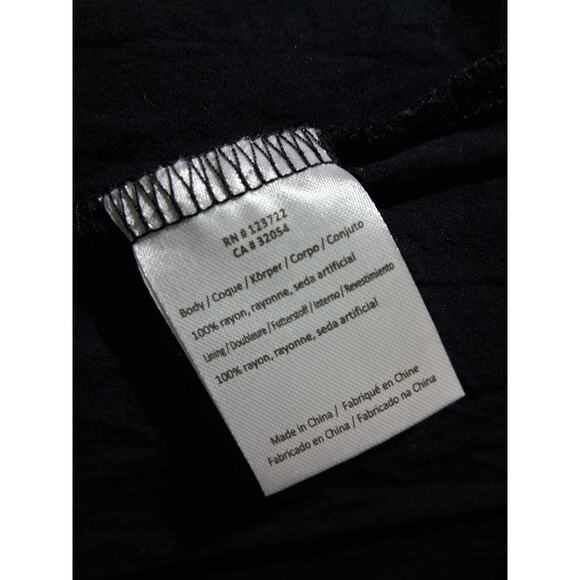 RN # 123722
CA # 32054
Body / Coque / Körper / Corpo / Conjuto
100% rayon, rayonne, seda artificial
Lining / Doubleure / Futterstoff / Interno / Revestimiento
100% rayon, rayonne, seda artificial
Made in China / Fabriqué en Chine
Fabricado en China / Fabricado na China